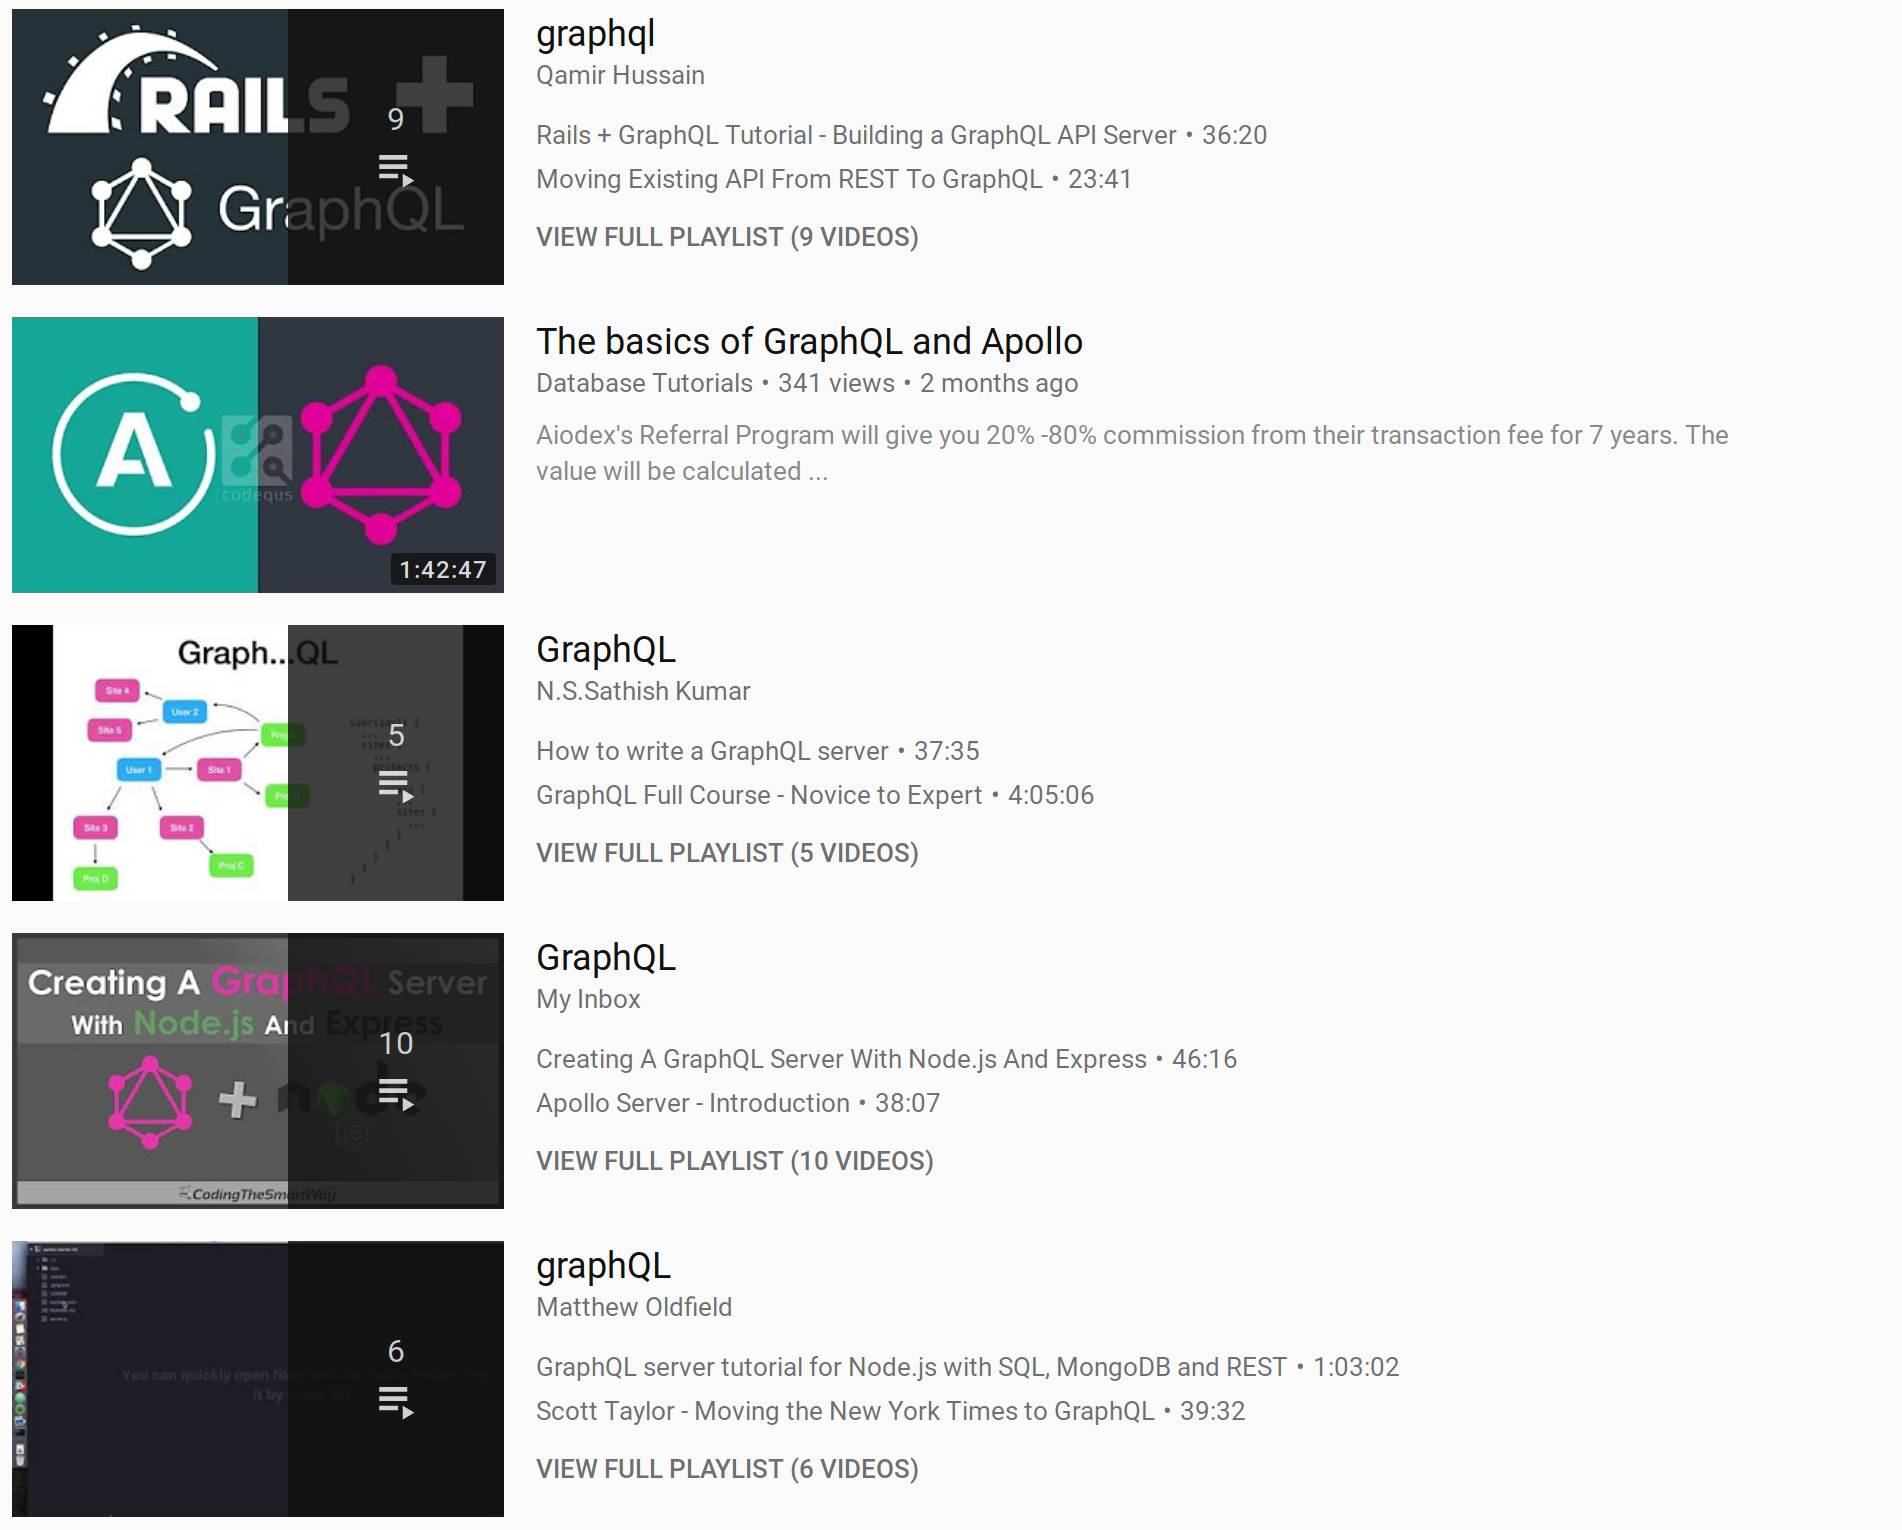 RAILS +
GraphQL
9
graphql
Qamir Hussain
Rails + GraphQL Tutorial - Building a GraphQL API Server • 36:20
Moving Existing API From REST To GraphQL • 23:41
VIEW FULL PLAYLIST (9 VIDEOS)
A
codequs
1:42:47
The basics of GraphQL and Apollo
Database Tutorials • 341 views • 2 months ago
Aiodex's Referral Program will give you 20% -80% commission from their transaction fee for 7 years. The
value will be calculated ...
Graph...QL
Site 4
User 2
Site 5
User 1
Site 1
Site 3
Site 2
Proj C
Proj D
projects {
sites {
5
GraphQL
N.S.Sathish Kumar
How to write a GraphQL server • 37:35
GraphQL Full Course - Novice to Expert • 4:05:06
VIEW FULL PLAYLIST (5 VIDEOS)
Creating A GraphQL Server
With Node.js And Express
+ node
JS
CodingTheSmartWay
10
GraphQL
My Inbox
Creating A GraphQL Server With Node.js And Express • 46:16
Apollo Server - Introduction • 38:07
VIEW FULL PLAYLIST (10 VIDEOS)
You can quickly open
it by
6
graphQL
Matthew Oldfield
GraphQL server tutorial for Node.js with SQL, MongoDB and REST • 1:03:02
Scott Taylor - Moving the New York Times to GraphQL • 39:32
VIEW FULL PLAYLIST (6 VIDEOS)